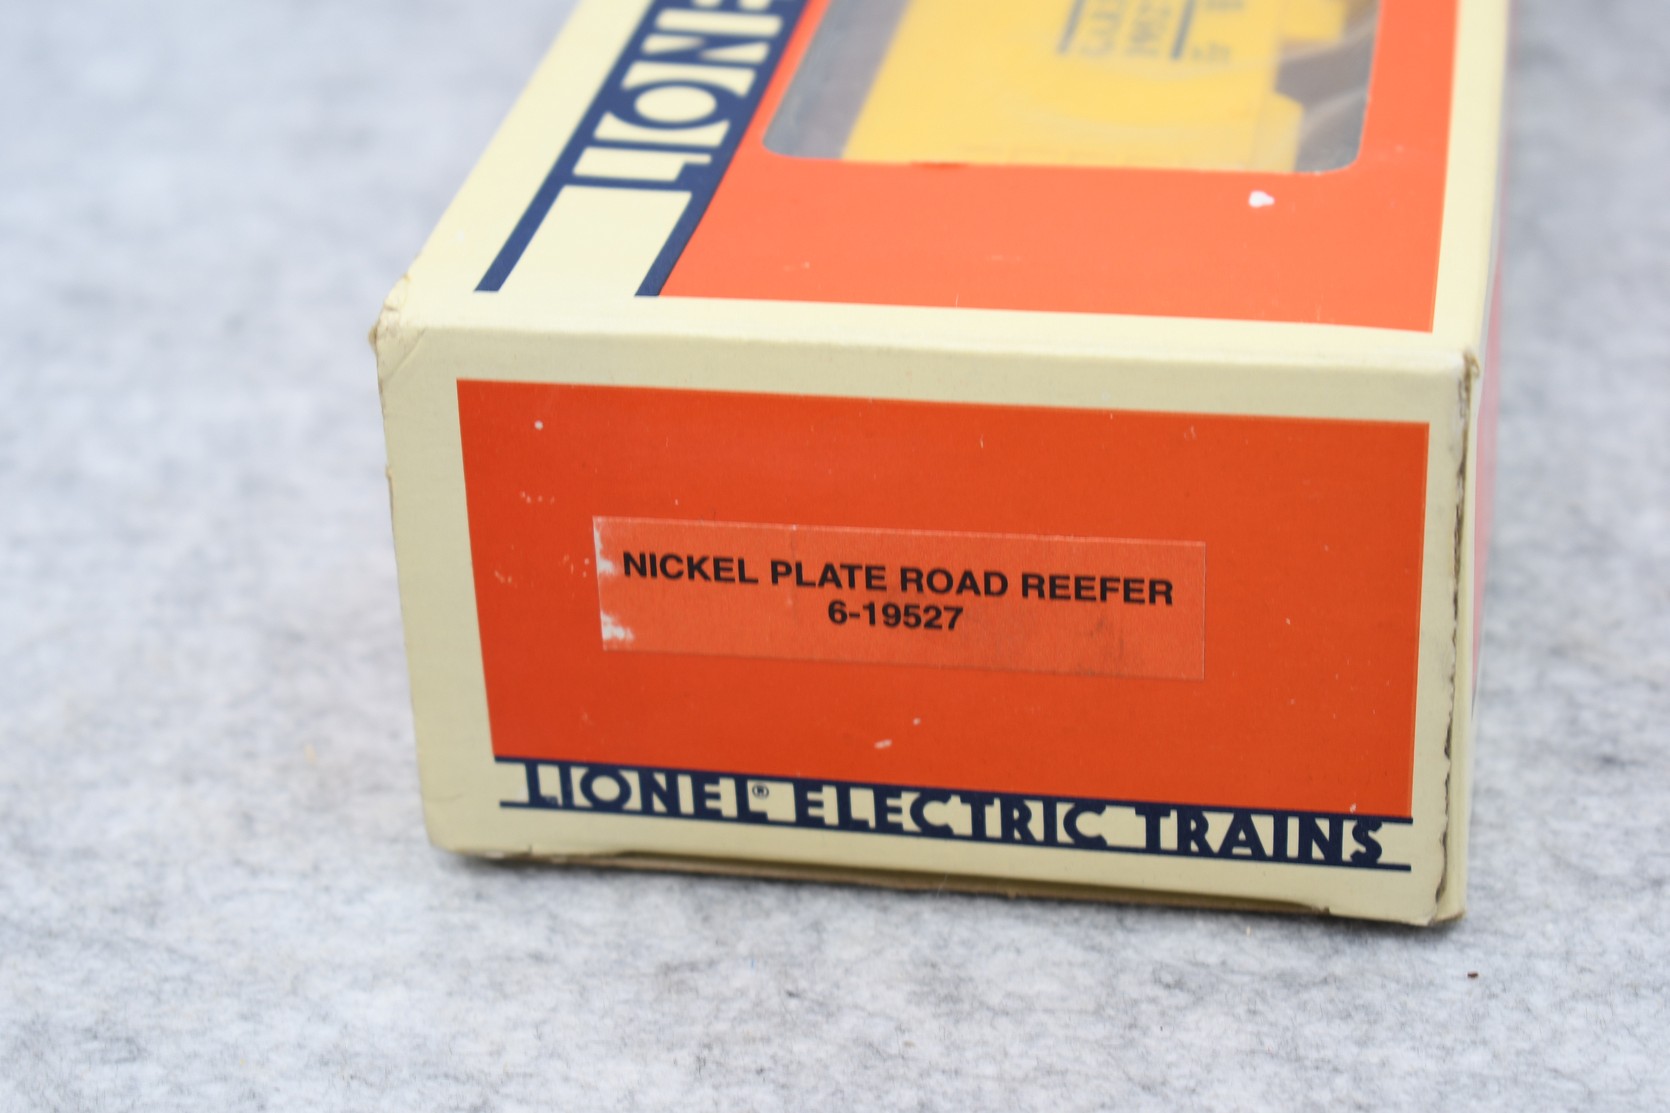 LIONEL
NICKEL PLATE ROAD REEFER
6-19527
LIONEL® ELECTRIC TRAINS